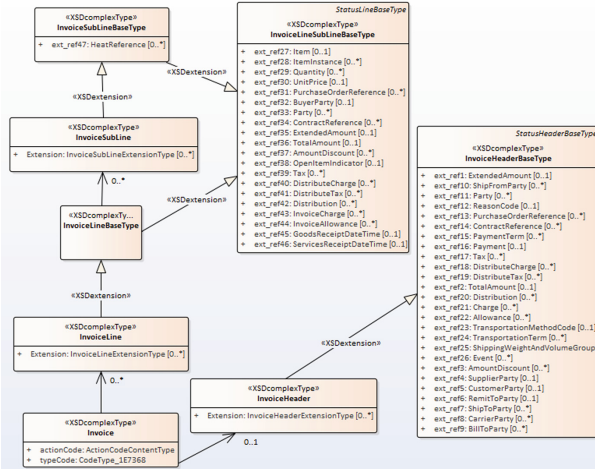 «XSDcomplexType»
InvoiceSubLineBaseType
+ ext_ref47: HeatReference [0..*]
«XSDextension»
«XSDextension»
«XSDcomplexType»
InvoiceSubLine
+ Extension: InvoiceSubLineExtensionType [0..*]
0..*
«XSDcomplexTy...
InvoiceLineBaseType
«XSDextension»
«XSDextension»
«XSDcomplexType»
InvoiceLine
+ Extension: InvoiceLineExtensionType [0..*]
0..*
«XSDcomplexType»
Invoice
+ actionCode: ActionCodeContentType
+ typeCode: CodeType_1E7368
0..1
«XSDcomplexType»
InvoiceHeader
+ Extension: InvoiceHeaderExtensionType [0..*]
«XSDextension»
StatusLineBaseType
«XSDcomplexType»
InvoiceLineSubLineBaseType
+ ext_ref27: Item [0..1]
+ ext_ref28: ItemInstance [0..*]
+ ext_ref29: Quantity [0..*]
+ ext_ref30: UnitPrice [0..1]
+ ext_ref31: PurchaseOrderReference [0..*]
+ ext_ref32: BuyerParty [0..1]
+ ext_ref33: Party [0..*]
+ ext_ref34: ContractReference [0..*]
+ ext_ref35: ExtendedAmount [0..1]
+ ext_ref36: TotalAmount [0..1]
+ ext_ref37: AmountDiscount [0..*]
+ ext_ref38: OpenItemIndicator [0..1]
+ ext_ref39: Tax [0..*]
+ ext_ref40: DistributeCharge [0..*]
+ ext_ref41: DistributeTax [0..*]
+ ext_ref42: Distribution [0..*]
+ ext_ref43: InvoiceCharge [0..*]
+ ext_ref44: InvoiceAllowance [0..*]
+ ext_ref45: GoodsReceiptDateTime [0..1]
+ ext_ref46: ServicesReceiptDateTime [0..1]
StatusHeaderBaseType
«XSDcomplexType»
InvoiceHeaderBaseType
+ ext_ref1: ExtendedAmount [0..1]
+ ext_ref10: ShipFromParty [0..*]
+ ext_ref11: Party [0..*]
+ ext_ref12: ReasonCode [0..*]
+ ext_ref13: PurchaseOrderReference [0..*]
+ ext_ref14: ContractReference [0..*]
+ ext_ref15: PaymentTerm [0..*]
+ ext_ref16: Payment [0..1]
+ ext_ref17: Tax [0..*]
+ ext_ref18: DistributeCharge [0..*]
+ ext_ref19: DistributeTax [0..*]
+ ext_ref2: TotalAmount [0..1]
+ ext_ref20: Distribution [0..*]
+ ext_ref21: Charge [0..*]
+ ext_ref22: Allowance [0..*]
+ ext_ref23: TransportationMethodCode [0..1]
+ ext_ref24: TransportationTerm [0..*]
+ ext_ref25: ShippingWeightAndVolumeGroup
+ ext_ref26: Event [0..*]
+ ext_ref3: AmountDiscount [0..*]
+ ext_ref4: SupplierParty [0..1]
+ ext_ref5: CustomerParty [0..1]
+ ext_ref6: RemitToParty [0..*]
+ ext_ref7: ShipToParty [0..*]
+ ext_ref8: CarrierParty [0..*]
+ ext_ref9: BillToParty [0..*]